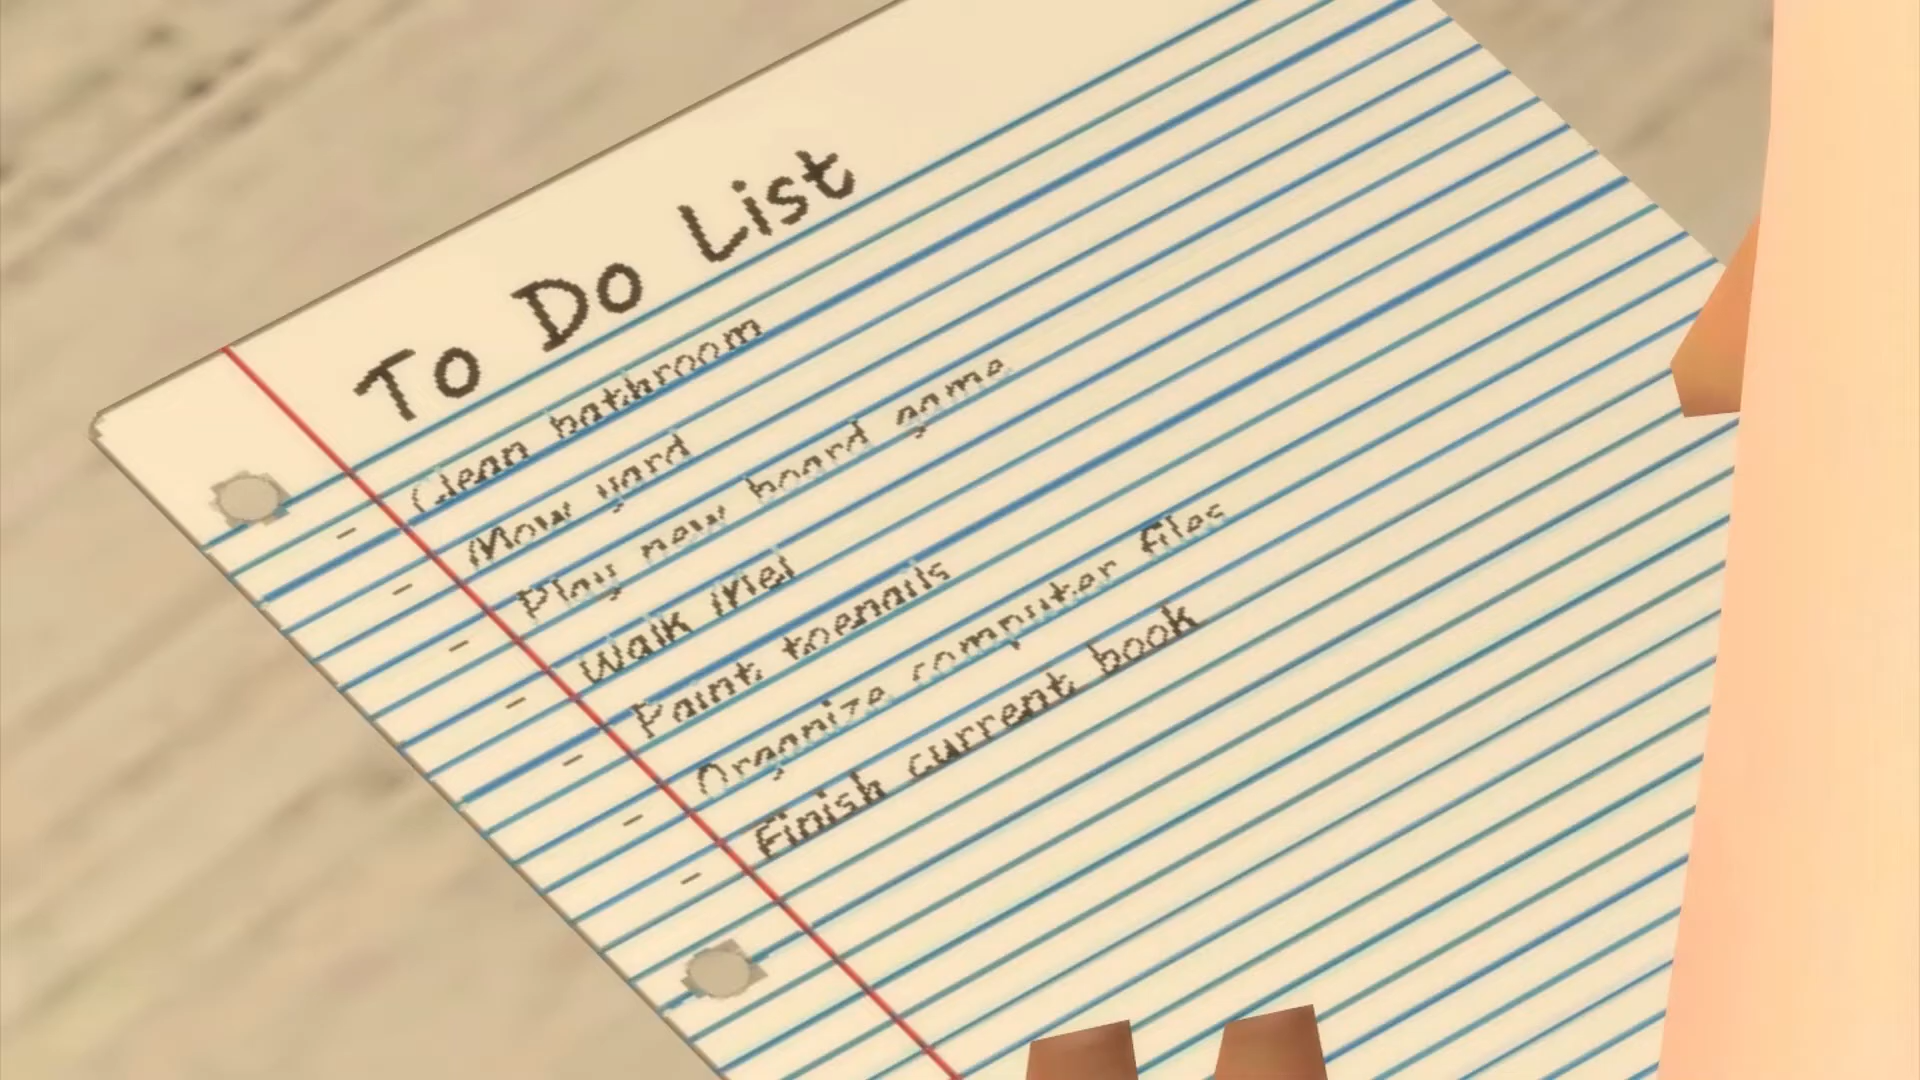 To Do List
- Clean bathroom
- Mow yard
- Play new board game
- Walk Mel
- Paint toenails
- Organize computer files
- Finish current book